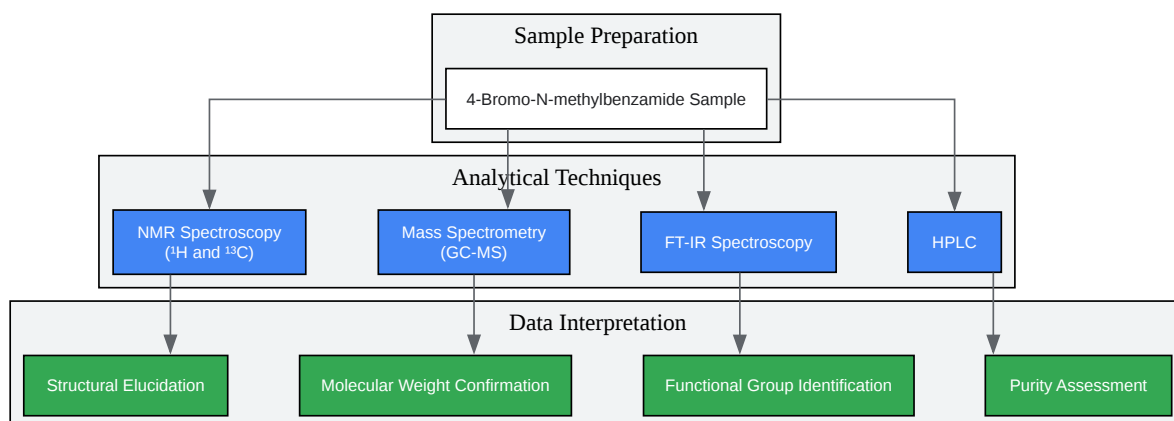 Sample Preparation
4-Bromo-N-methylbenzamide Sample
Analytical Techniques
NMR Spectroscopy
(¹H and ¹³C)
Mass Spectrometry
(GC-MS)
FT-IR Spectroscopy
HPLC
Data Interpretation
Structural Elucidation
Molecular Weight Confirmation
Functional Group Identification
Purity Assessment